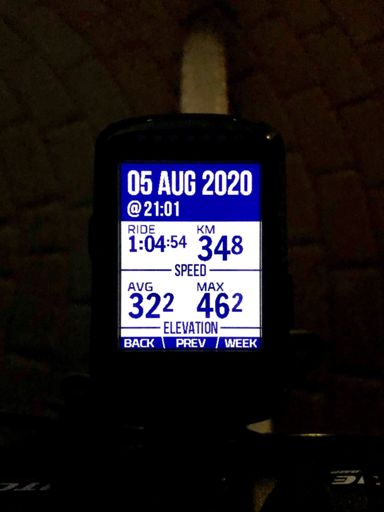 05 AUG 2020
@ 21:01
RIDE KM
1:04:54 348
SPEED
AVG MAX
322 462
ELEVATION
BACK \ PREV / WEEK